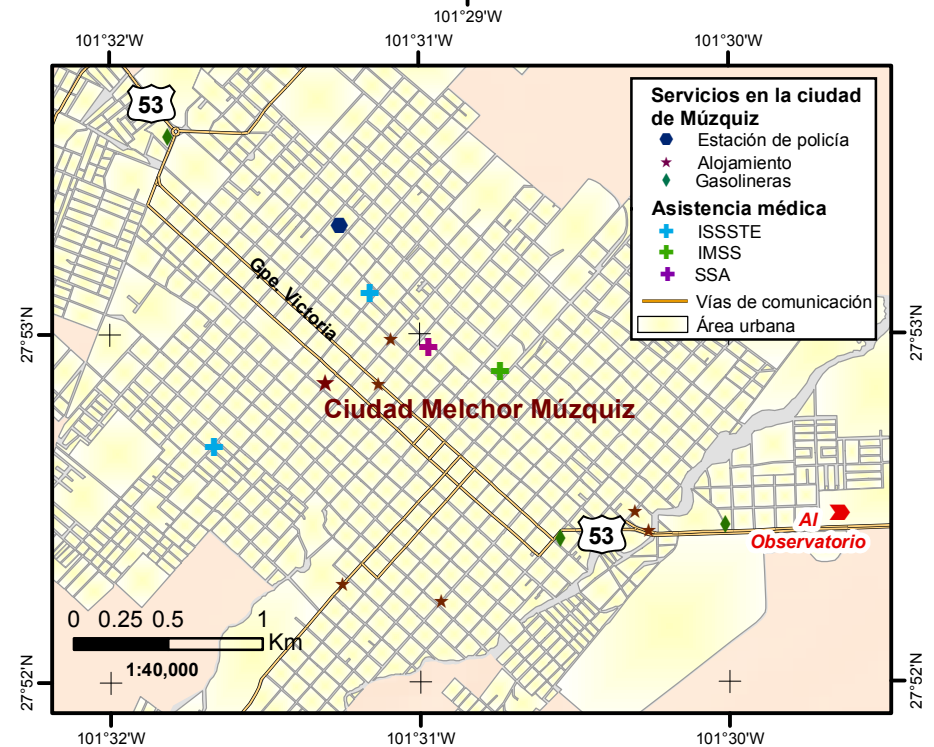 101°29'W
101°32'W
101°31'W
101°30'W
53
Servicios en la ciudad
de Múzquiz
Estación de policía
Alojamiento
Gasolineras
Asistencia médica
ISSSTE
IMSS
SSA
Vías de comunicación
Área urbana
Gpe. Victoria
27°53'N
27°53'N
Ciudad Melchor Múzquiz
53
Al
Observatorio
0 0.25 0.5 1
Km
1:40,000
27°52'N
27°52'N
101°32'W
101°31'W
101°30'W